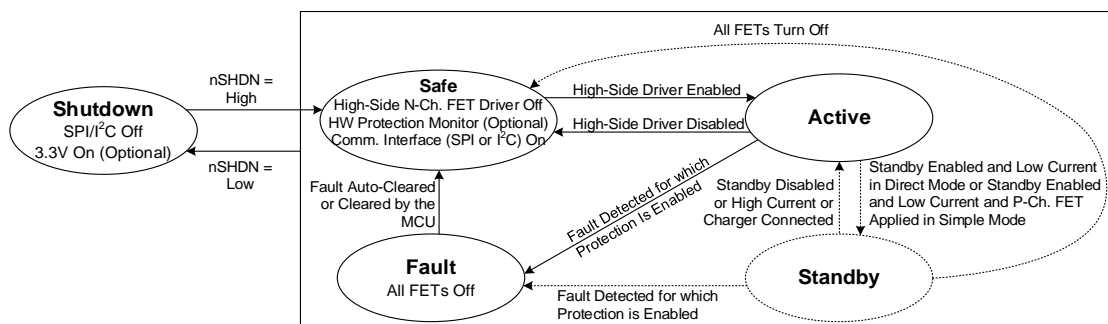 All FETs Turn Off
nSHDN =
High
Shutdown
SPI/I²C Off
3.3V On (Optional)
nSHDN =
Low
Safe
High-Side N-Ch. FET Driver Off
HW Protection Monitor (Optional)
Comm. Interface (SPI or I²C) On
High-Side Driver Enabled
High-Side Driver Disabled
Active
Fault Auto-Cleared
or Cleared by the
MCU
Fault Detected for which
Protection Is Enabled
Standby Disabled
or High Current or
Charger Connected
Standby Enabled and Low Current
in Direct Mode or Standby Enabled
and Low Current and P-Ch. FET
Applied in Simple Mode
Fault
All FETs Off
Fault Detected for which
Protection is Enabled
Standby